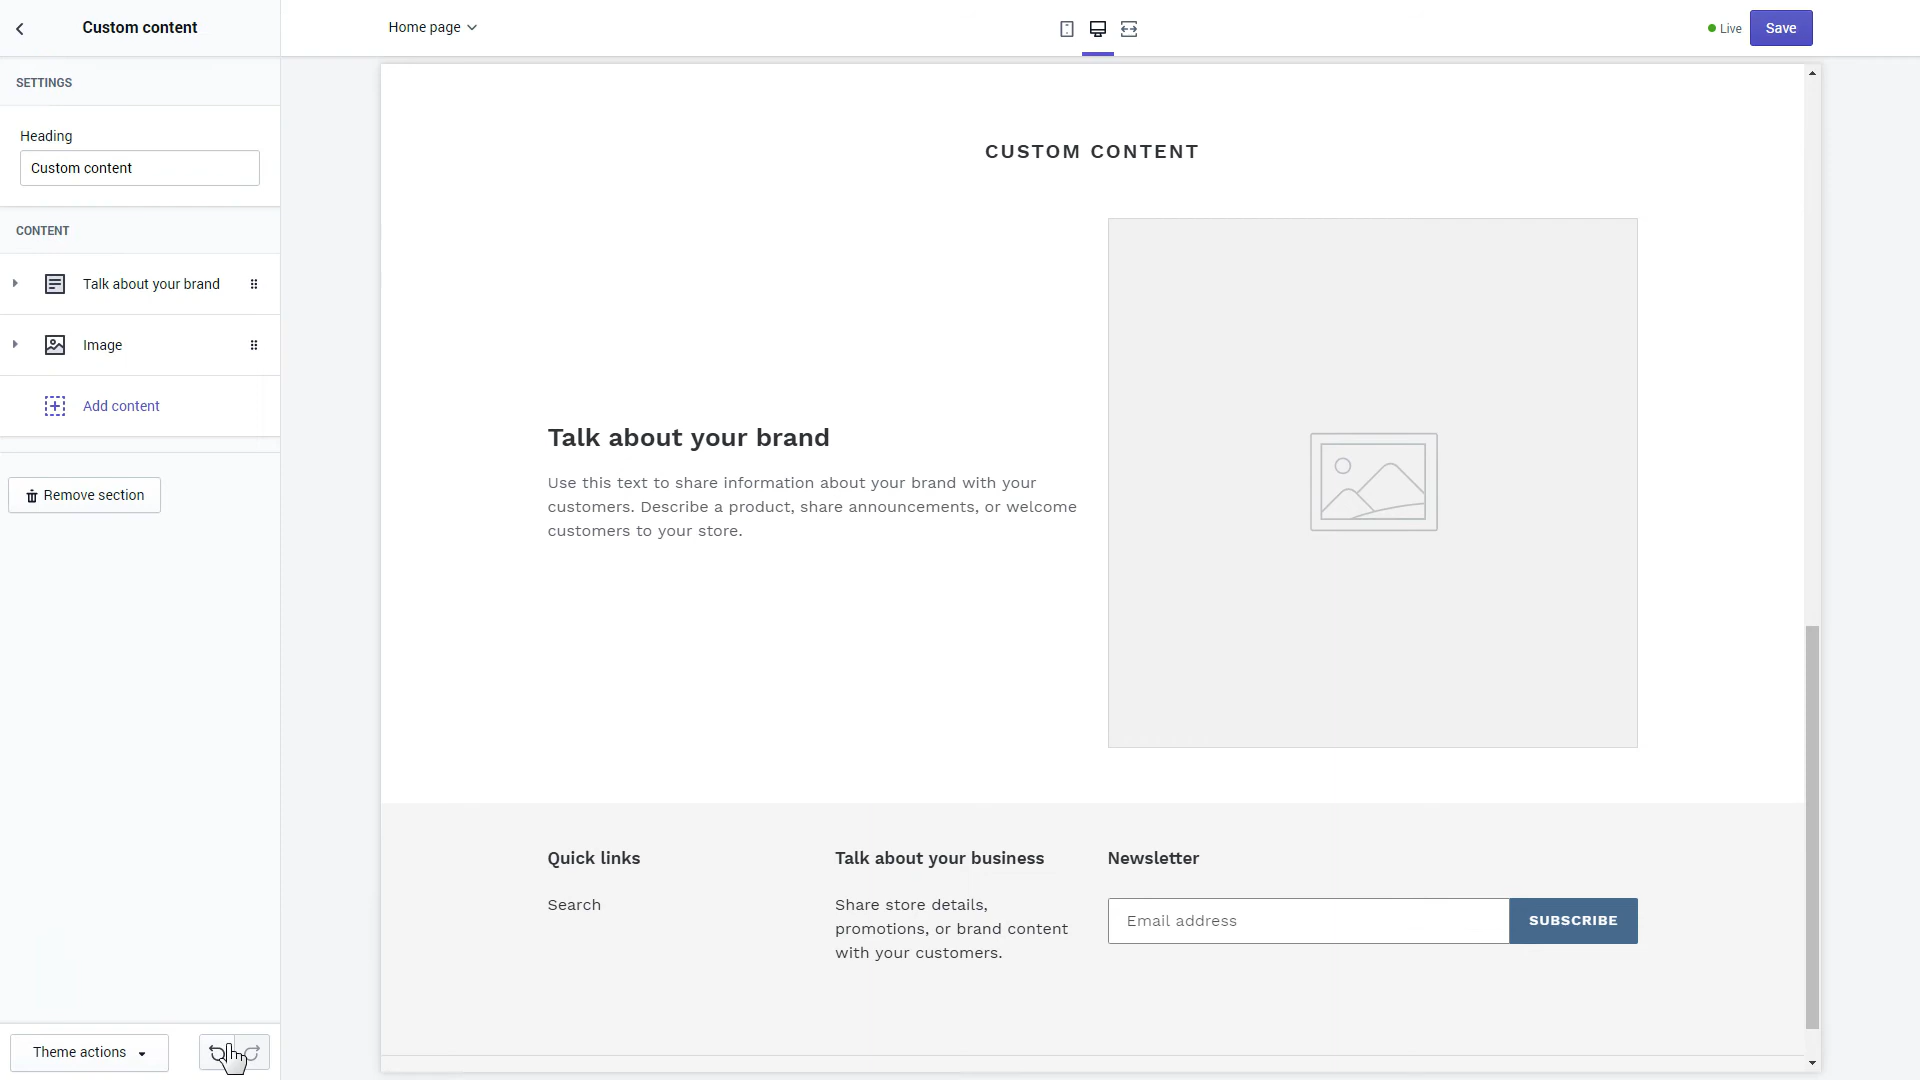 Custom content
Home page
Live
Save
SETTINGS
Heading
Custom content
CONTENT
Talk about your brand
Image
Add content
Remove section
Theme actions
CUSTOM CONTENT
Talk about your brand
Use this text to share information about your brand with your
customers. Describe a product, share announcements, or welcome
customers to your store.
Quick links
Search
Talk about your business
Share store details,
promotions, or brand content
with your customers.
Newsletter
Email address
SUBSCRIBE